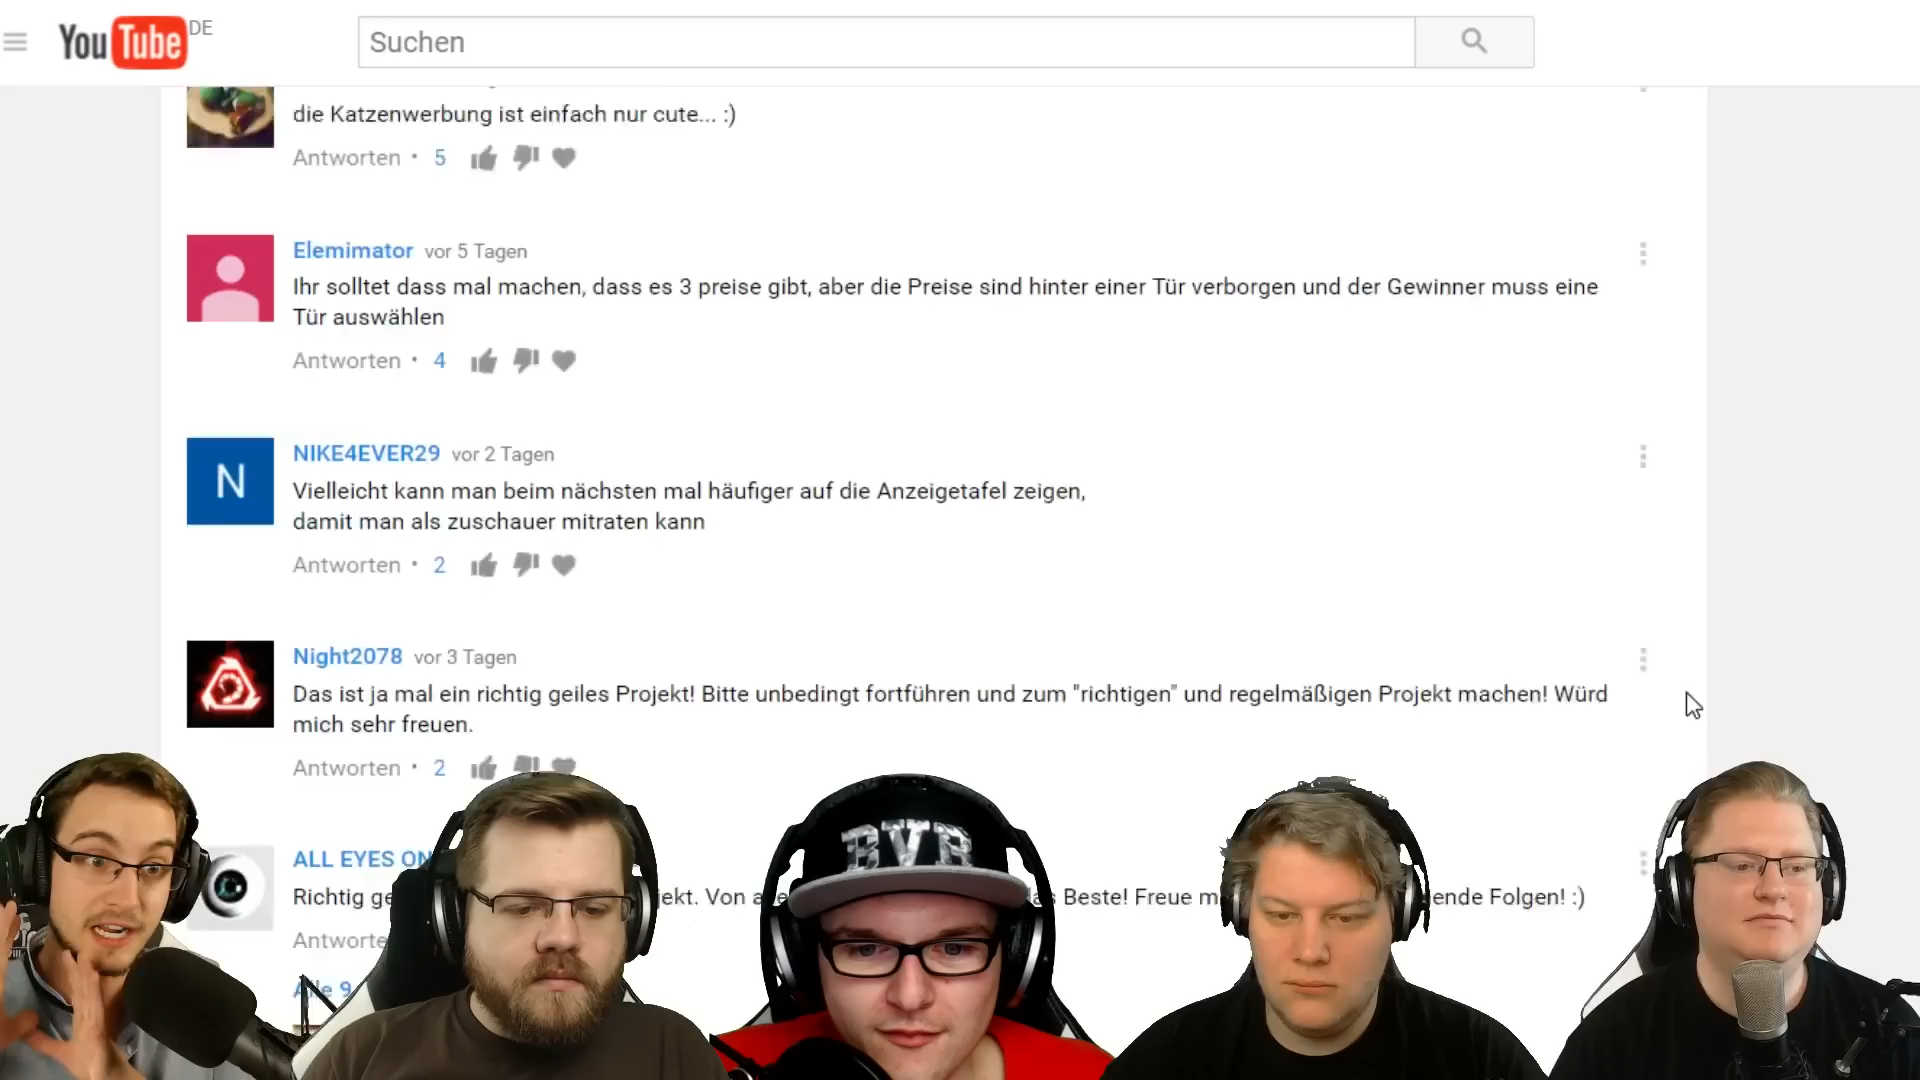 YouTube DE
Suchen
die Katzenwerbung ist einfach nur cute... :)
Antworten • 5
Elemimator vor 5 Tagen
Ihr solltet dass mal machen, dass es 3 preise gibt, aber die Preise sind hinter einer Tür verborgen und der Gewinner muss eine
Tür auswählen
Antworten • 4
N
NIKE4EVER29 vor 2 Tagen
Vielleicht kann man beim nächsten mal häufiger auf die Anzeigetafel zeigen,
damit man als zuschauer mitraten kann
Antworten • 2
Night2078 vor 3 Tagen
Das ist ja mal ein richtig geiles Projekt! Bitte unbedingt fortführen und zum "richtigen" und regelmäßigen Projekt machen! Würd
mich sehr freuen.
Antworten • 2
BVB
ALL EYES ON
Richtig jekt. Von Beste! Freue Folgen! :)
Antworte
9